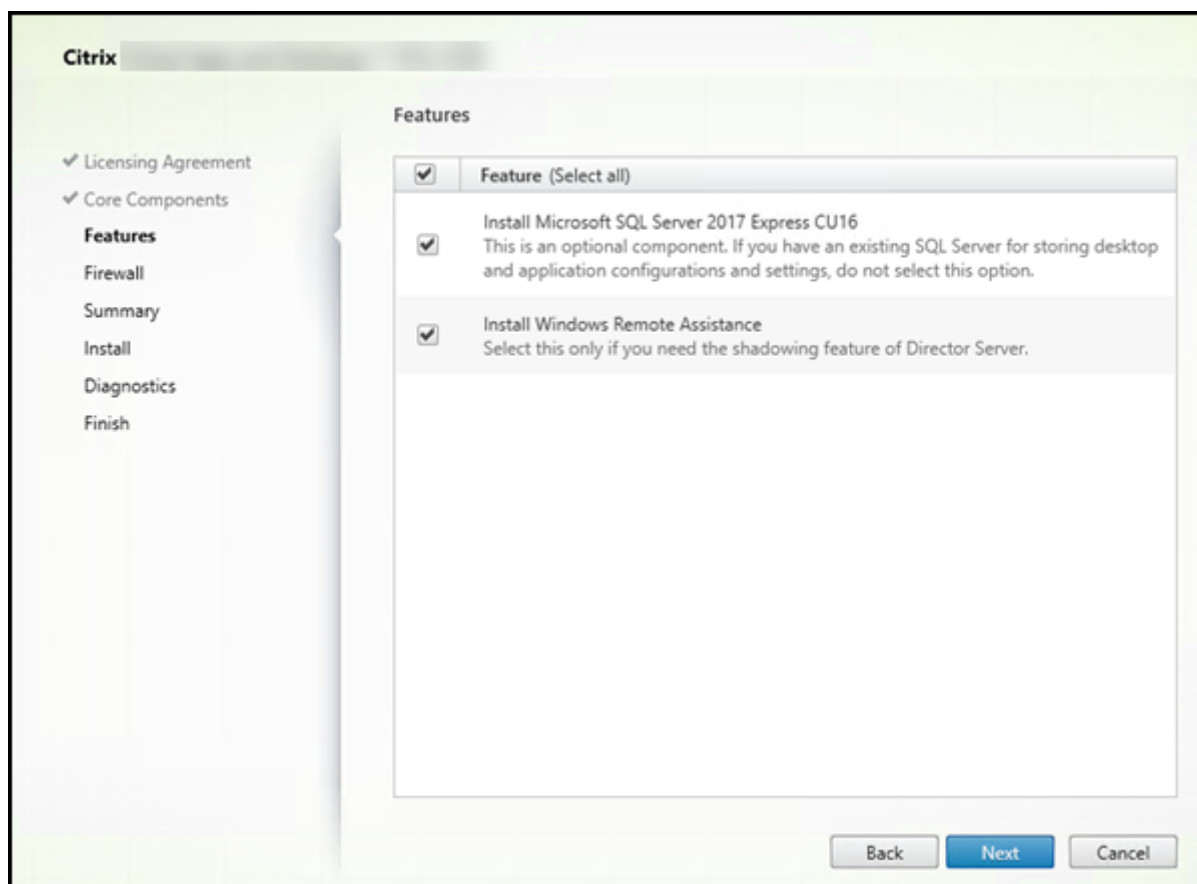 Citrix
Features
Licensing Agreement
Core Components
Features
Firewall
Summary
Install
Diagnostics
Finish
Feature (Select all)
Install Microsoft SQL Server 2017 Express CU16
This is an optional component. If you have an existing SQL Server for storing desktop
and application configurations and settings, do not select this option.
Install Windows Remote Assistance
Select this only if you need the shadowing feature of Director Server.
Back
Next
Cancel